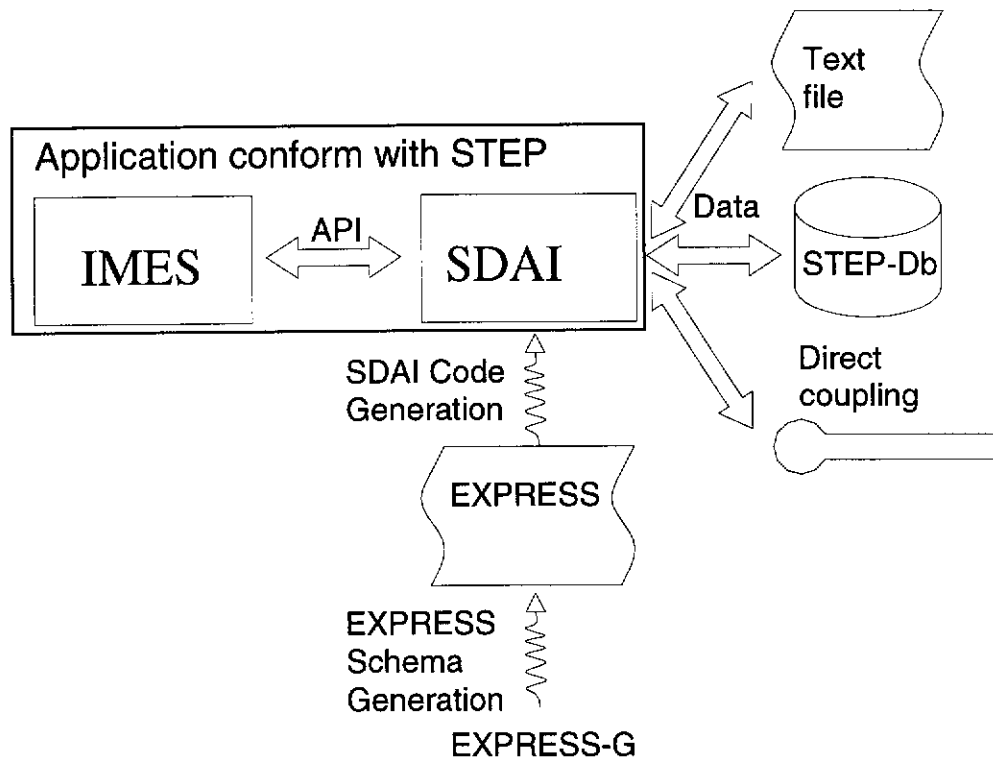 Text
file
Application conform with STEP
IMES
API
SDAI
Data
STEP-Db
SDAI Code
Generation
Direct
coupling
EXPRESS
EXPRESS
Schema
Generation
EXPRESS-G